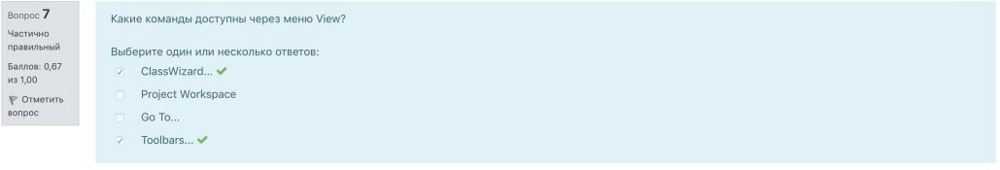 Вопрос 7
Частично
правильный
Баллов: 0,67
из 1,00
Отметить
вопрос
Какие команды доступны через меню View?
Выберите один или несколько ответов:
ClassWizard...
Project Workspace
Go To...
Toolbars...